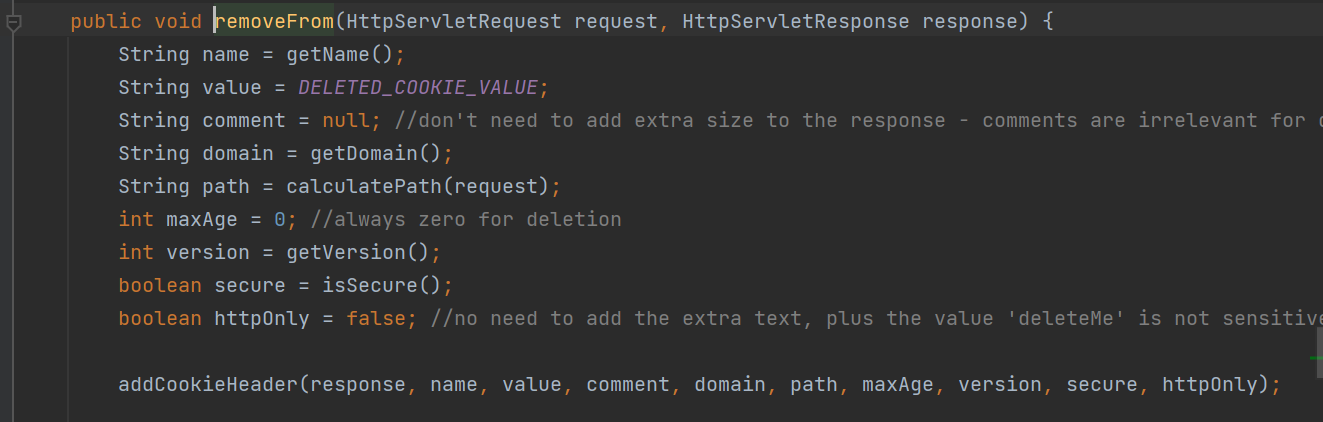 public void removeFrom(HttpServletRequest request, HttpServletResponse response) {
String name = getName();
String value = DELETED_COOKIE_VALUE;
String comment = null; //don't need to add extra size to the response - comments are irrelevant for
String domain = getDomain();
String path = calculatePath(request);
int maxAge = 0; //always zero for deletion
int version = getVersion();
boolean secure = isSecure();
boolean httpOnly = false; //no need to add the extra text, plus the value 'deleteMe' is not sensitive
addCookieHeader(response, name, value, comment, domain, path, maxAge, version, secure, httpOnly);